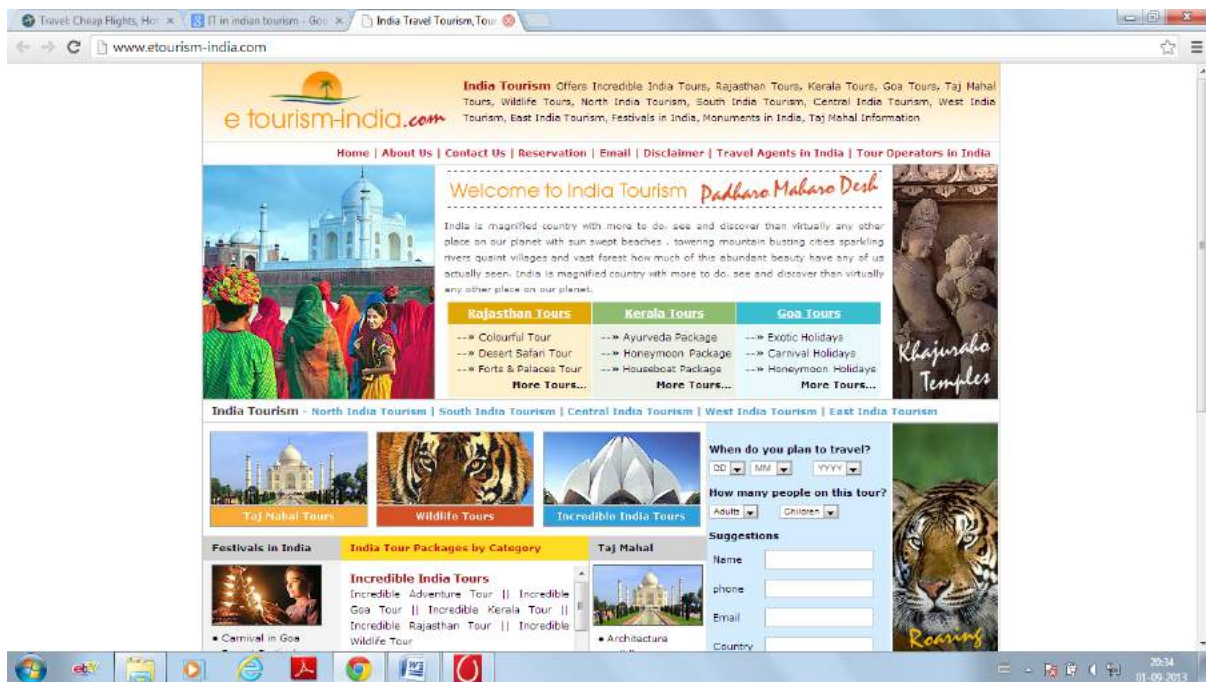 Travel: Cheap Flights, Hot
IT in indian tourism - Goo
India Travel Tourism, Tour
www.etourism-india.com
e tourism-india.com
India Tourism Offers Incredible India Tours, Rajasthan Tours, Kerala Tours, Goa Tours, Taj Mahal
Tours, Wildlife Tours, North India Tourism, South India Tourism, Central India Tourism, West India
Tourism, East India Tourism, Festivals in India, Monuments in India, Taj Mahal Information
Home | About Us | Contact Us | Reservation | Email | Disclaimer | Travel Agents in India | Tour Operators in India
Welcome to India Tourism Padharo Maharo Desh
India is magnified country with more to do, see and discover than virtually any other
place on our planet with sun swept beaches , towering mountain busting cities sparkling
rivers quaint villages and vast forest how much of this abundant beauty have any of us
actually seen. India is magnified country with more to do, see and discover than virtually
any other place on our planet.
Rajasthan Tours
--» Colourful Tour
--» Desert Safari Tour
--» Forts & Palaces Tour
More Tours...
Kerala Tours
--» Ayurveda Package
--» Honeymoon Package
--» Houseboat Package
More Tours...
Goa Tours
--» Exotic Holidays
--» Carnival Holidays
--» Honeymoon Holidays
More Tours...
Khajuraho
Temples
India Tourism - North India Tourism | South India Tourism | Central India Tourism | West India Tourism | East India Tourism
Taj Mahal Tours
Wildlife Tours
Incredible India Tours
When do you plan to travel?
DD MM YYYY
How many people on this tour?
Adults Children
Suggestions
Name
phone
Email
Country
Roaring
Festivals in India
• Carnival in Goa
India Tour Packages by Category
Incredible India Tours
Incredible Adventure Tour || Incredible
Goa Tour || Incredible Kerala Tour ||
Incredible Rajasthan Tour || Incredible
Wildlife Tour
Taj Mahal
• Architecture
20:34
01-09-2013